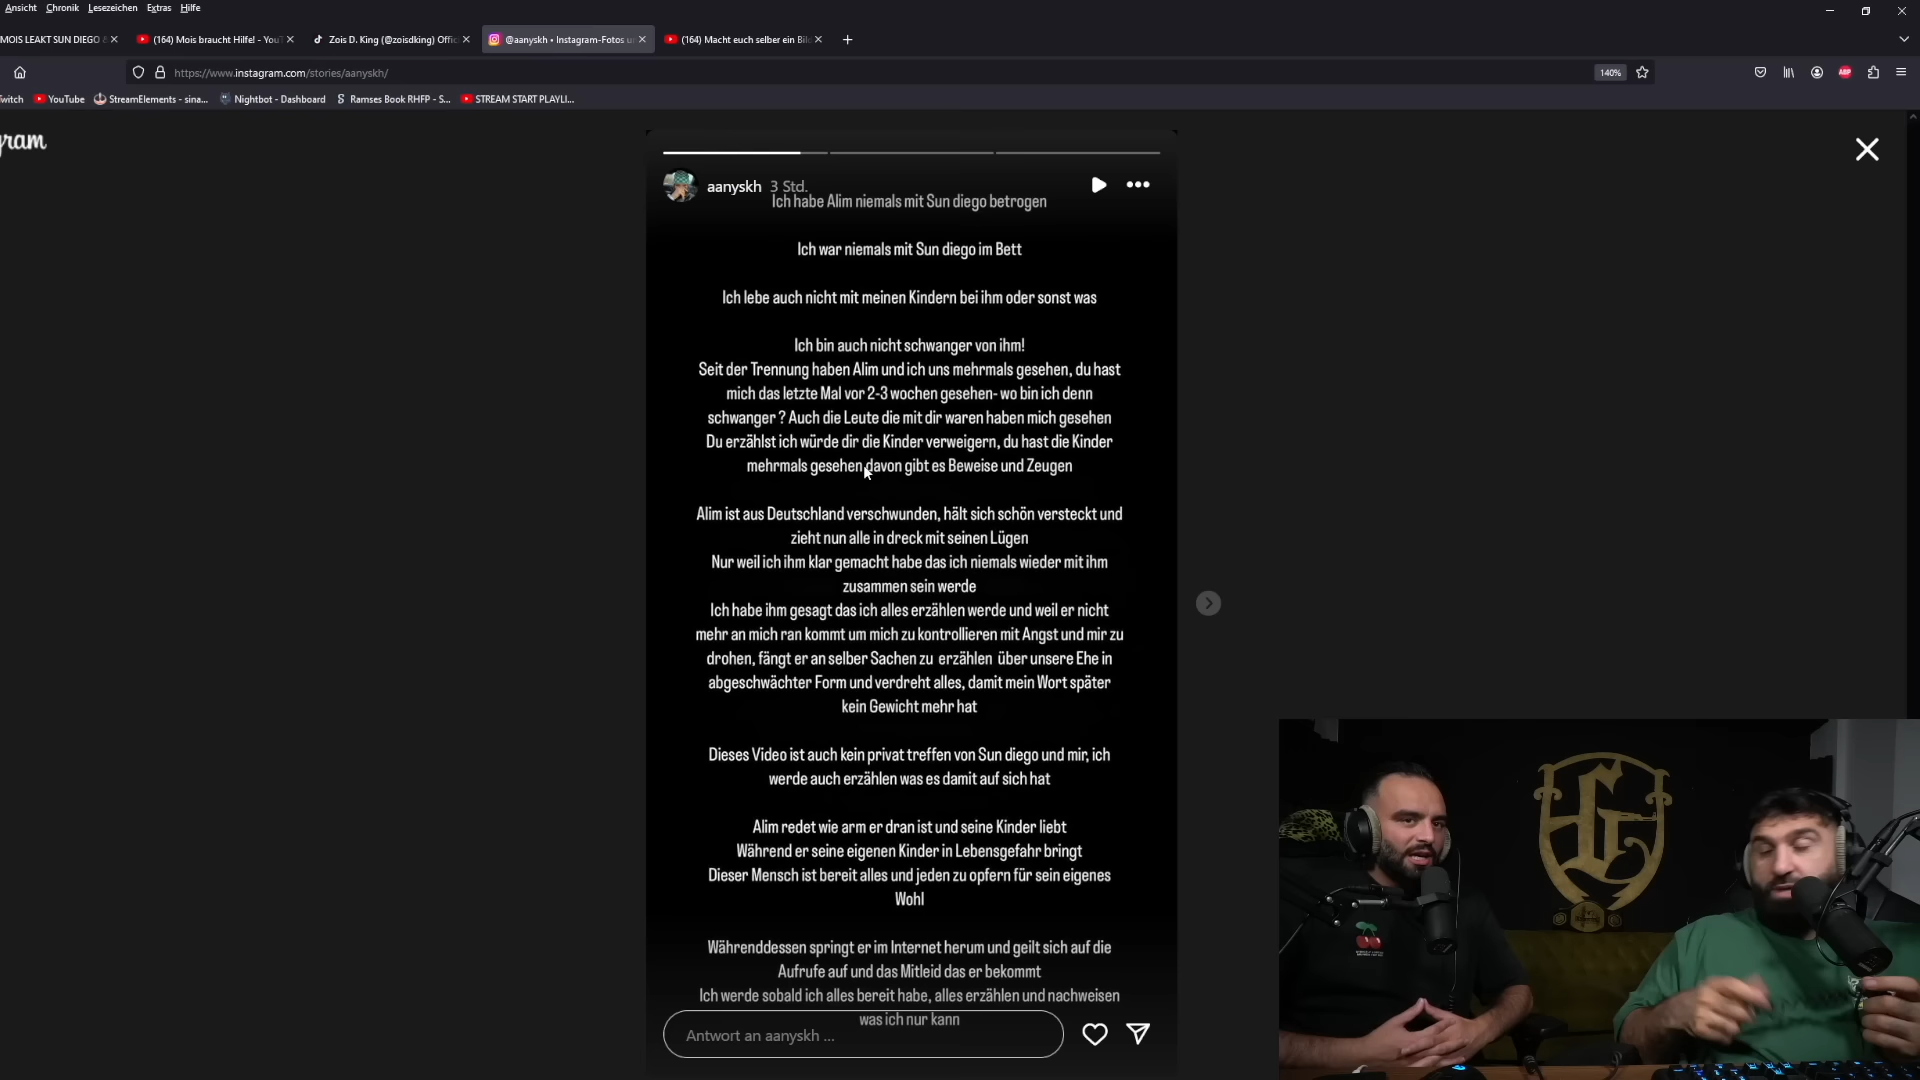 Ansicht Chronik Lesezeichen Extras Hilfe
MOIS LEAKT SUN DIEGO
(164) Mois braucht Hilfe! - You
Zois D. King (@zoisdking) Offic
@aanyskh • Instagram-Fotos u
(164) Macht euch selber ein Bil
https://www.instagram.com/stories/aanyskh/
140%
ABP
witch
YouTube
StreamElements - sina...
Nightbot - Dashboard
Ramses Book RHFP - S...
STREAM START PLAYLI...
gram
aanyskh 3 Std.
Ich habe Alim niemals mit Sun diego betrogen
Ich war niemals mit Sun diego im Bett
Ich lebe auch nicht mit meinen Kindern bei ihm oder sonst was
Ich bin auch nicht schwanger von ihm!
Seit der Trennung haben Alim und ich uns mehrmals gesehen, du hast
mich das letzte Mal vor 2-3 wochen gesehen- wo bin ich denn
schwanger ? Auch die Leute die mit dir waren haben mich gesehen
Du erzählst ich würde dir die Kinder verweigern, du hast die Kinder
mehrmals gesehen davon gibt es Beweise und Zeugen
Alim ist aus Deutschland verschwunden, hält sich schön versteckt und
zieht nun alle in dreck mit seinen Lügen
Nur weil ich ihm klar gemacht habe das ich niemals wieder mit ihm
zusammen sein werde
Ich habe ihm gesagt das ich alles erzählen werde und weil er nicht
mehr an mich ran kommt um mich zu kontrollieren mit Angst und mir zu
drohen, fängt er an selber Sachen zu erzählen über unsere Ehe in
abgeschwächter Form und verdreht alles, damit mein Wort später
kein Gewicht mehr hat
Dieses Video ist auch kein privat treffen von Sun diego und mir, ich
werde auch erzählen was es damit auf sich hat
Alim redet wie arm er dran ist und seine Kinder liebt
Während er seine eigenen Kinder in Lebensgefahr bringt
Dieser Mensch ist bereit alles und jeden zu opfern für sein eigenes
Wohl
Währenddessen springt er im Internet herum und geilt sich auf die
Aufrufe auf und das Mitleid das er bekommt
Ich werde sobald ich alles bereit habe, alles erzählen und nachweisen
was ich nur kann
Antwort an aanyskh ...